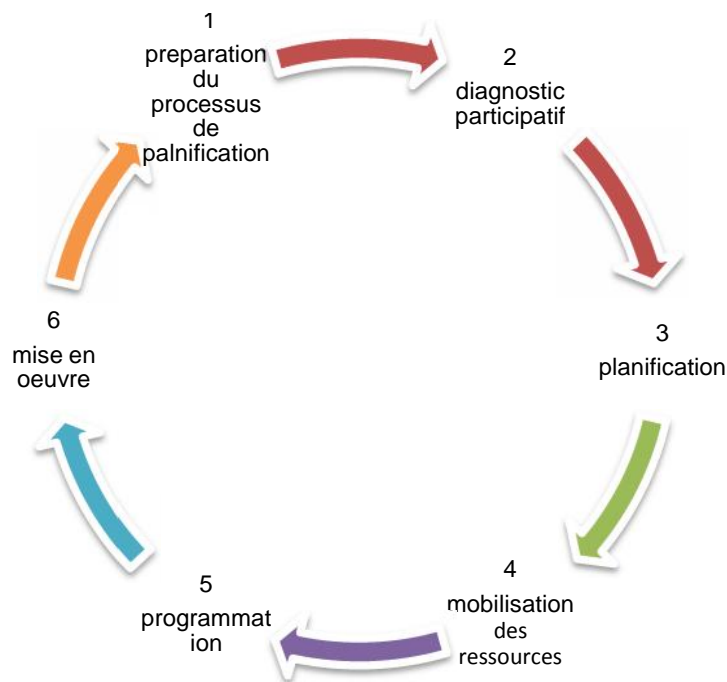 1
preparation
du
processus
de
palnification
2
diagnostic
participatif
3
planification
4
mobilisation
des
ressources
5
programmat
ion
6
mise en
oeuvre